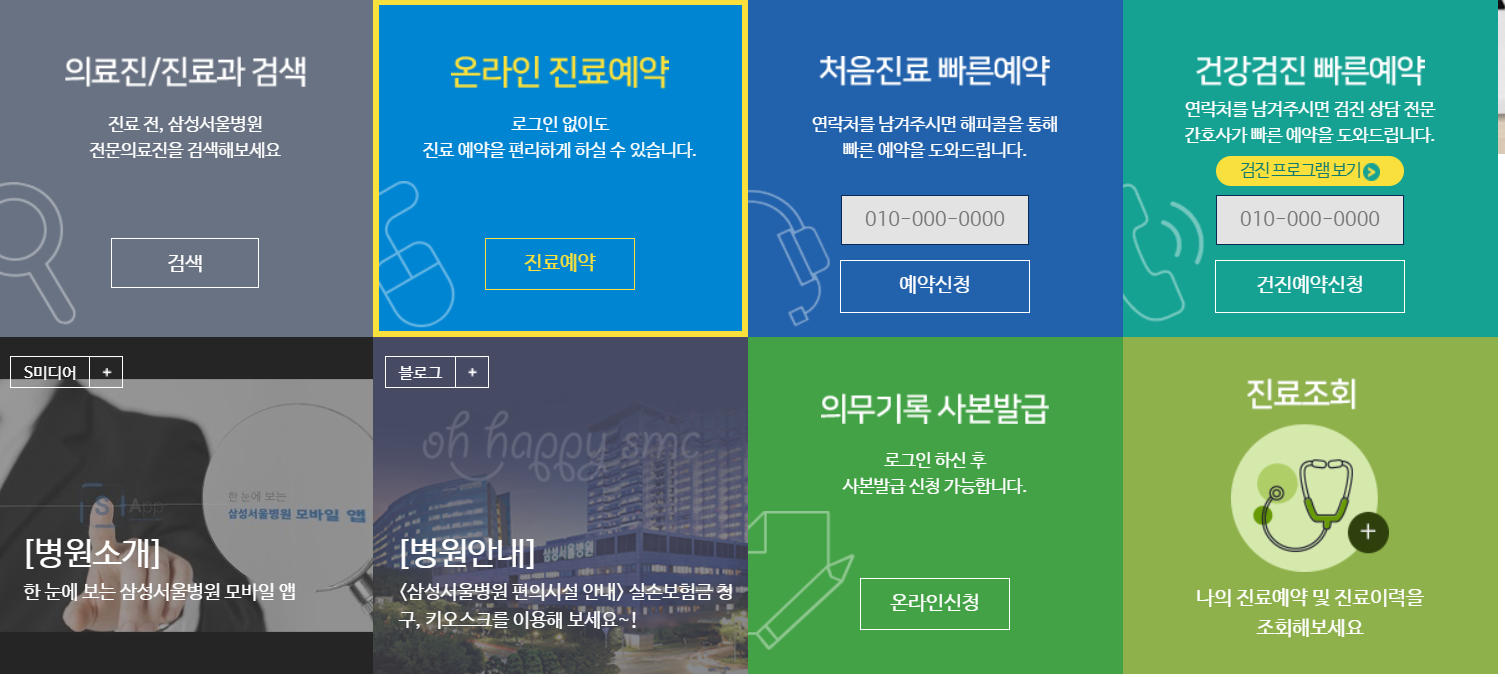 의료진/진료과 검색
진료 전, 삼성서울병원
전문의료진을 검색해보세요
검색
온라인 진료예약
로그인 없이도
진료 예약을 편리하게 하실 수 있습니다.
진료예약
처음진료 빠른예약
연락처를 남겨주시면 해피콜을 통해
빠른 예약을 도와드립니다.
010-000-0000
예약신청
건강검진 빠른예약
연락처를 남겨주시면 검진 상담 전문
간호사가 빠른 예약을 도와드립니다.
검진 프로그램 보기
010-000-0000
건진예약신청
S미디어 +
S App
한 눈에 보는
삼성서울병원 모바일 앱
[병원소개]
한 눈에 보는 삼성서울병원 모바일 앱
블로그 +
oh happy smc
삼성서울병원
[병원안내]
<삼성서울병원 편의시설 안내> 실손보험금 청
구, 키오스크를 이용해 보세요~!
의무기록 사본발급
로그인 하신 후
사본발급 신청 가능합니다.
온라인신청
진료조회
+
나의 진료예약 및 진료이력을
조회해보세요